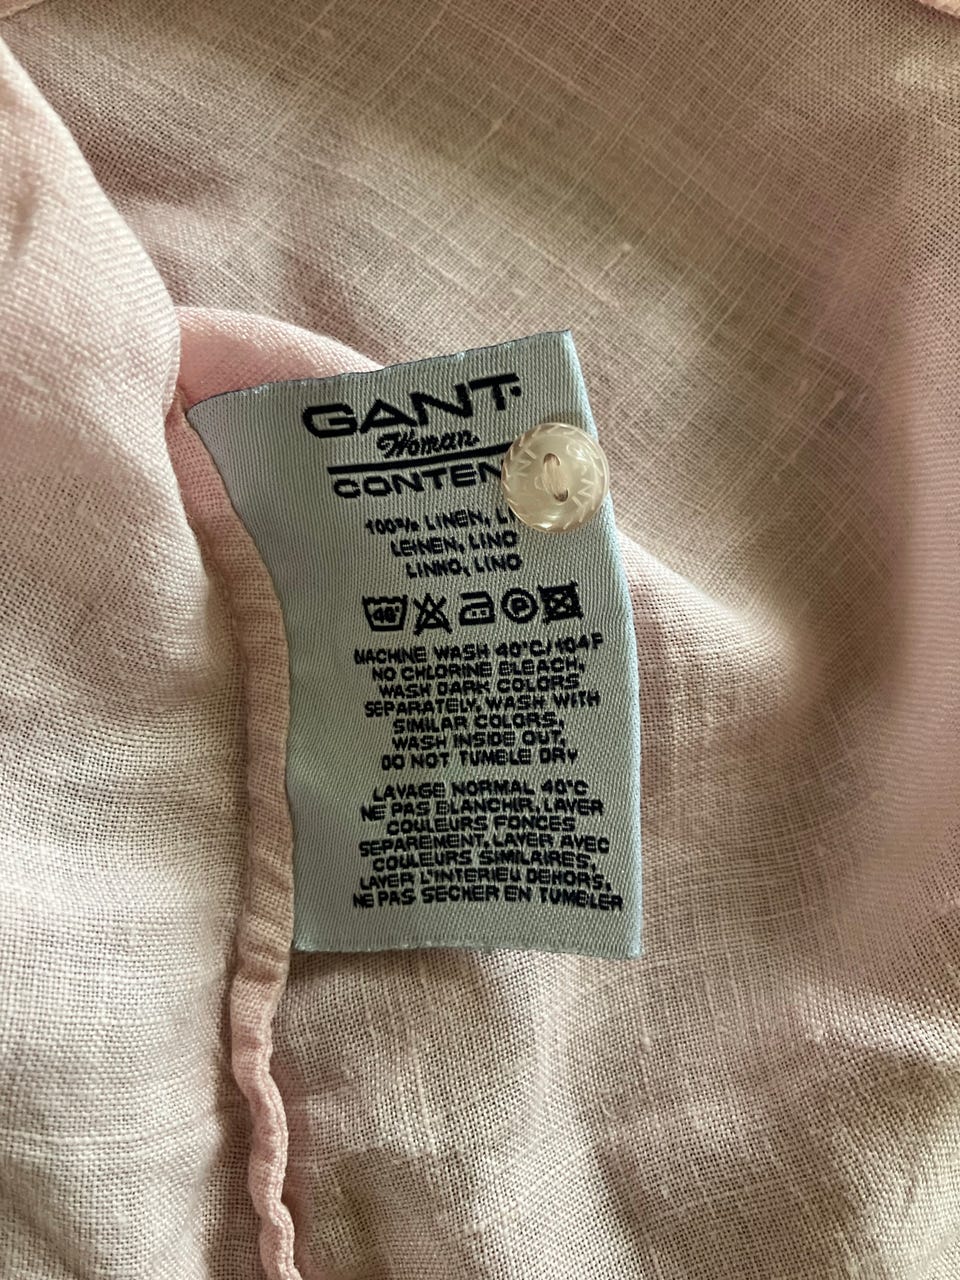 GANT
Woman
CONTEN
100% LINEN, LI
LEINEN, LINO
LINNO, LINO
40°
P
MACHINE WASH 40°C/104F
NO CHLORINE BLEACH,
WASH DARK COLORS
SEPARATELY, WASH WITH
SIMILAR COLORS,
WASH INSIDE OUT,
DO NOT TUMBLE DRY
LAVAGE NORMAL 40°C
NE PAS BLANCHIR, LAVER
COULEURS FONCES
SEPAREMENT, LAVER AVEC
COULEURS SIMILAIRES,
LAYER L'INTERIEU DEHORS,
NE PAS SECHER EN TUMBLER